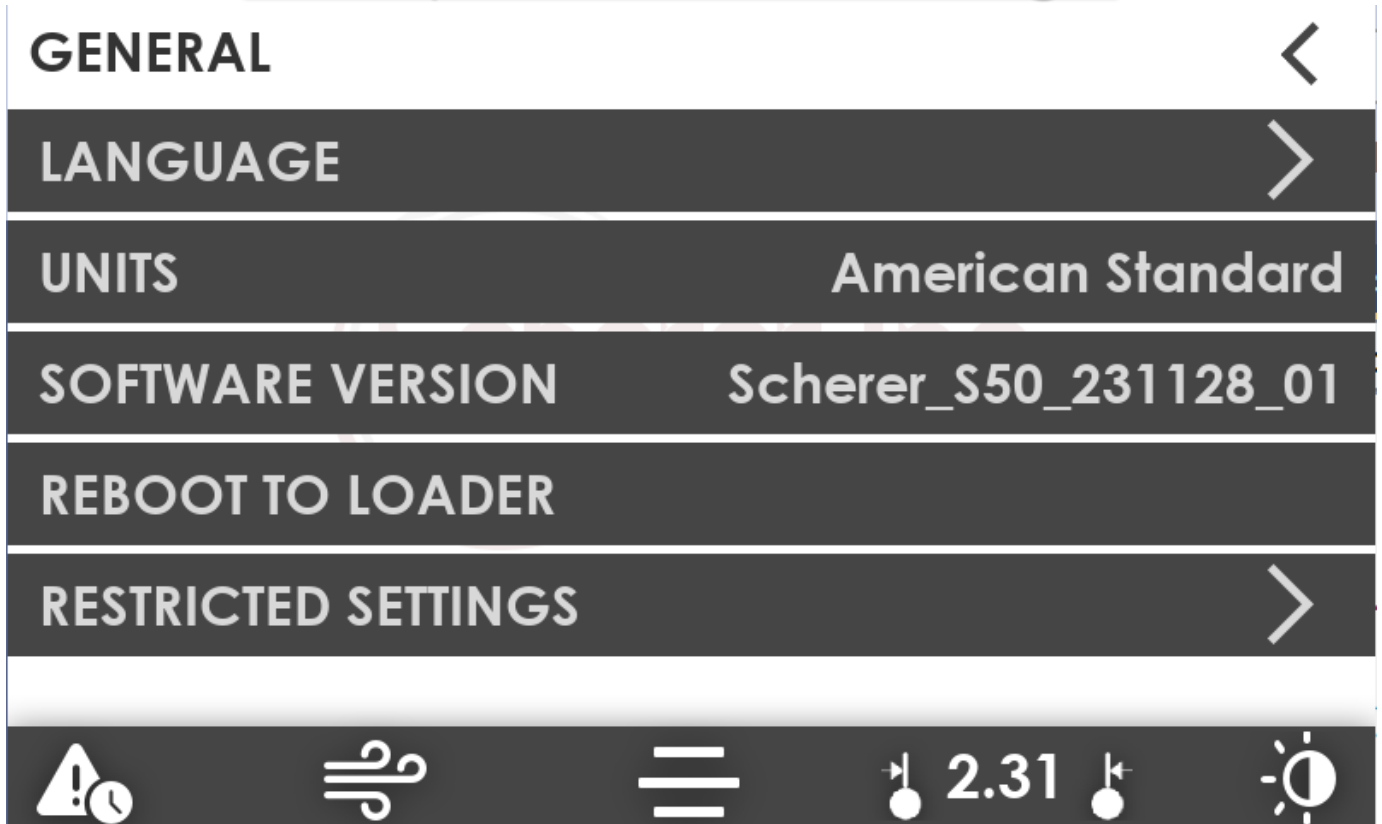 GENERAL
LANGUAGE
UNITS American Standard
SOFTWARE VERSION Scherer_S50_231128_01
REBOOT TO LOADER
RESTRICTED SETTINGS
2.31